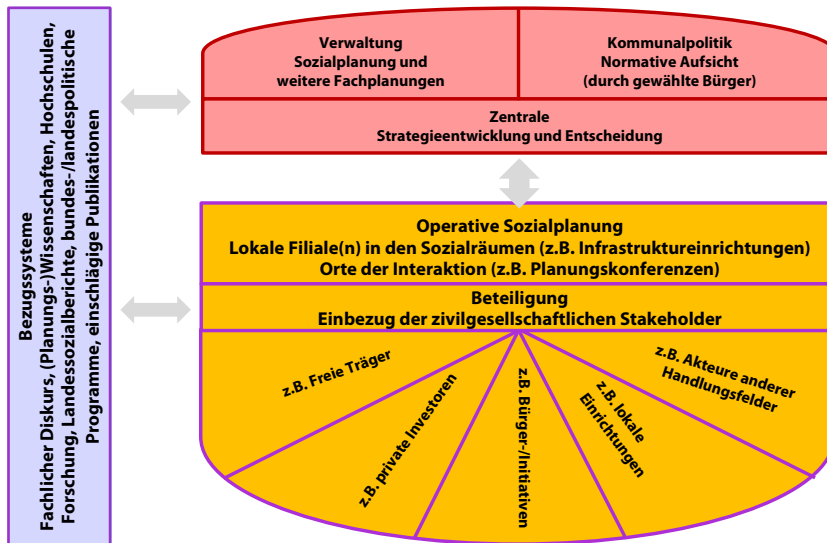 Bezugssysteme
Fachlicher Diskurs, (Planungs-)Wissenschaften, Hochschulen,
Forschung, Landessozialberichte, bundes-/landespolitische
Programme, einschlägige Publikationen
Verwaltung
Sozialplanung und
weitere Fachplanungen
Kommunalpolitik
Normative Aufsicht
(durch gewählte Bürger)
Zentrale
Strategieentwicklung und Entscheidung
Operative Sozialplanung
Lokale Filiale(n) in den Sozialräumen (z.B. Infrastruktureinrichtungen)
Orte der Interaktion (z.B. Planungskonferenzen)
Beteiligung
Einbezug der zivilgesellschaftlichen Stakeholder
z.B. Freie Träger
z.B. private Investoren
z.B. Bürger-/Initiativen
z.B. lokale
Einrichtungen
z.B. Akteure anderer
Handlungsfelder